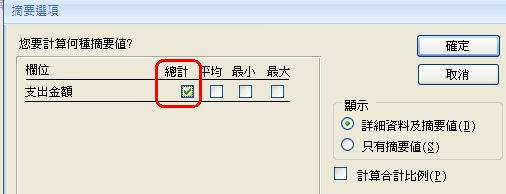 摘要選項
您要計算何種摘要值?
確定
欄位 總計 平均 最小 最大
取消
支出金額
顯示
詳細資料及摘要值(D)
只有摘要值(S)
計算合計比例(P)